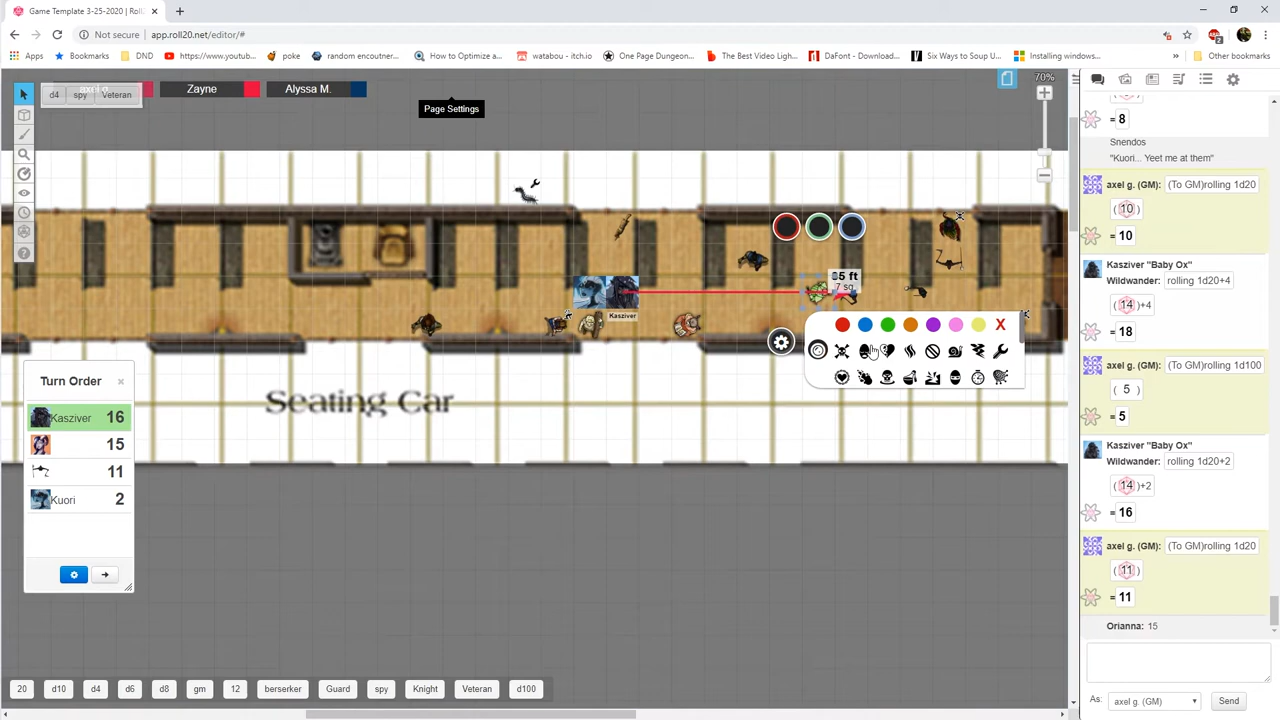 Game Template 3-25-2020 | Roll2
Not secure
app.roll20.net/editor/#
Apps
Bookmarks
DND
https://www.youtube...
poke
random encoutner...
How to Optimize a...
watabou - itch.io
One Page Dungeon...
The Best Video Ligh...
DaFont - Download...
Six Ways to Soup U...
Installing windows...
»
Other bookmarks
Zayne
Alyssa M.
d4
spy
Veteran
Page Settings
70%
85 ft
7 sq.
Kasziver
Seating Car
Turn Order
Kasziver 16
15
11
Kuori 2
20
d10
d4
d6
d8
gm
12
berserker
Guard
spy
Knight
Veteran
d100
= 8
Snendos
"Kuori... Yeet me at them"
axel g. (GM): (To GM)rolling 1d20
(10)
= 10
Kasziver "Baby Ox"
Wildwander: rolling 1d20+4
(14)+4
= 18
axel g. (GM): (To GM)rolling 1d100
( 5 )
= 5
Kasziver "Baby Ox"
Wildwander: rolling 1d20+2
(14)+2
= 16
axel g. (GM): (To GM)rolling 1d20
(11)
= 11
Orianna: 15
As: axel g. (GM)
Send